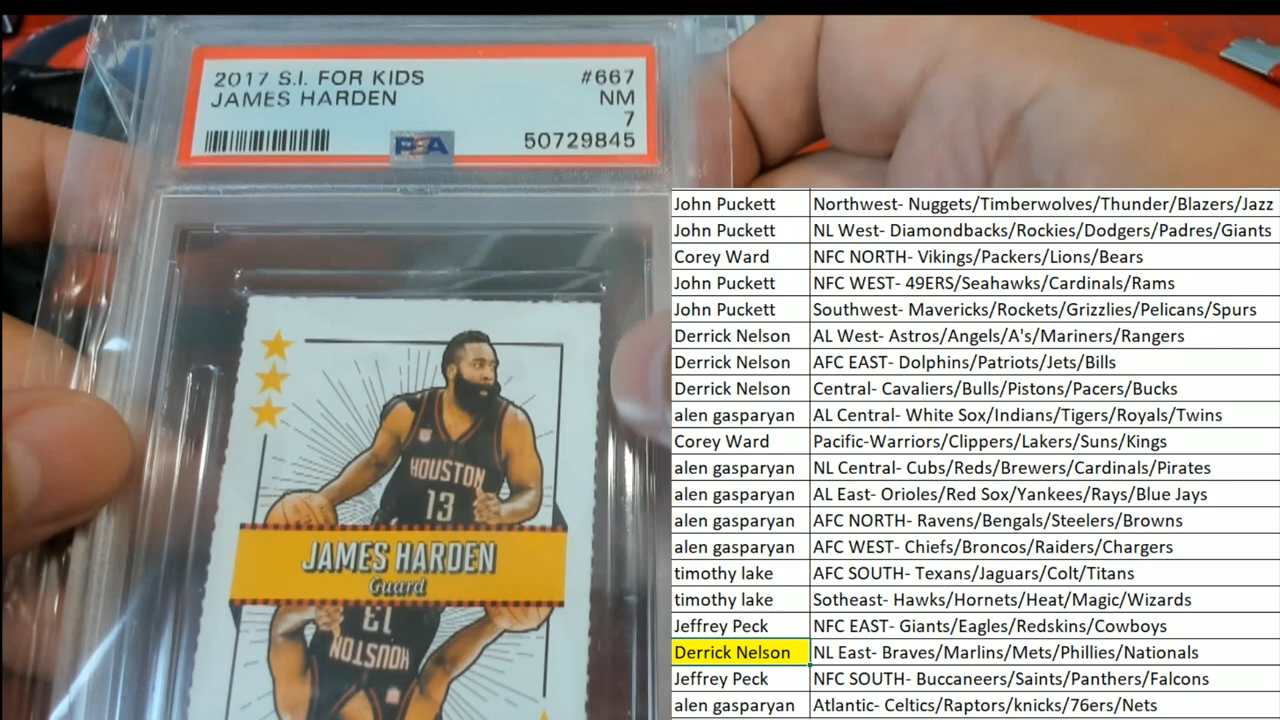 2017 S.I. FOR KIDS #667
JAMES HARDEN NM
7
PSA 50729845
HOUSTON
13
JAMES HARDEN
Guard
13
HOUSTON
John Puckett Northwest- Nuggets/Timberwolves/Thunder/Blazers/Jazz
John Puckett NL West- Diamondbacks/Rockies/Dodgers/Padres/Giants
Corey Ward NFC NORTH- Vikings/Packers/Lions/Bears
John Puckett NFC WEST- 49ERS/Seahawks/Cardinals/Rams
John Puckett Southwest- Mavericks/Rockets/Grizzlies/Pelicans/Spurs
Derrick Nelson AL West- Astros/Angels/A's/Mariners/Rangers
Derrick Nelson AFC EAST- Dolphins/Patriots/Jets/Bills
Derrick Nelson Central- Cavaliers/Bulls/Pistons/Pacers/Bucks
alen gasparyan AL Central- White Sox/Indians/Tigers/Royals/Twins
Corey Ward Pacific-Warriors/Clippers/Lakers/Suns/Kings
alen gasparyan NL Central- Cubs/Reds/Brewers/Cardinals/Pirates
alen gasparyan AL East- Orioles/Red Sox/Yankees/Rays/Blue Jays
alen gasparyan AFC NORTH- Ravens/Bengals/Steelers/Browns
alen gasparyan AFC WEST- Chiefs/Broncos/Raiders/Chargers
timothy lake AFC SOUTH- Texans/Jaguars/Colt/Titans
timothy lake Sotheast- Hawks/Hornets/Heat/Magic/Wizards
Jeffrey Peck NFC EAST- Giants/Eagles/Redskins/Cowboys
Derrick Nelson NL East- Braves/Marlins/Mets/Phillies/Nationals
Jeffrey Peck NFC SOUTH- Buccaneers/Saints/Panthers/Falcons
alen gasparyan Atlantic- Celtics/Raptors/knicks/76ers/Nets